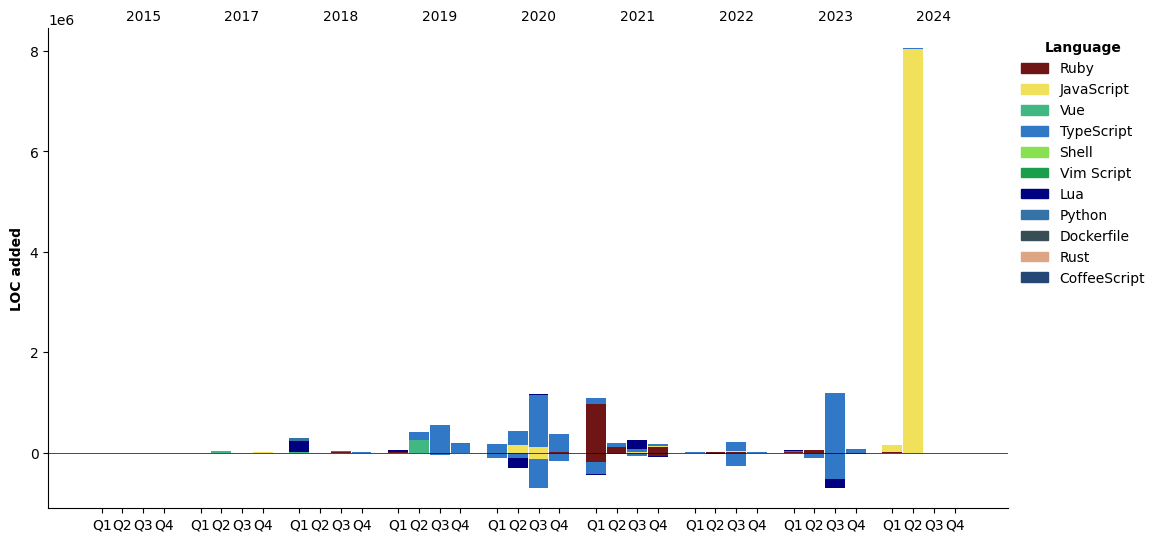 1e6
2015 2017 2018 2019 2020 2021 2022 2023 2024
Language
Ruby
JavaScript
Vue
TypeScript
Shell
Vim Script
Lua
Python
Dockerfile
Rust
CoffeeScript
LOC added
8
6
4
2
0
Q1 Q2 Q3 Q4 Q1 Q2 Q3 Q4 Q1 Q2 Q3 Q4 Q1 Q2 Q3 Q4 Q1 Q2 Q3 Q4 Q1 Q2 Q3 Q4 Q1 Q2 Q3 Q4 Q1 Q2 Q3 Q4 Q1 Q2 Q3 Q4